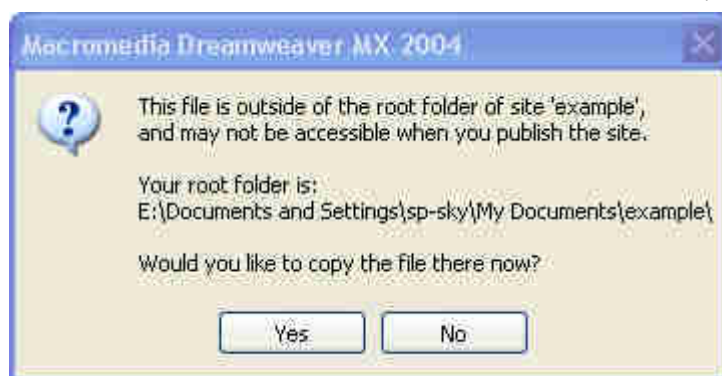 Macromedia Dreamweaver MX 2004
This file is outside of the root folder of site 'example',
and may not be accessible when you publish the site.
Your root folder is:
E:\Documents and Settings\sp-sky\My Documents\example\
Would you like to copy the file there now?
Yes No